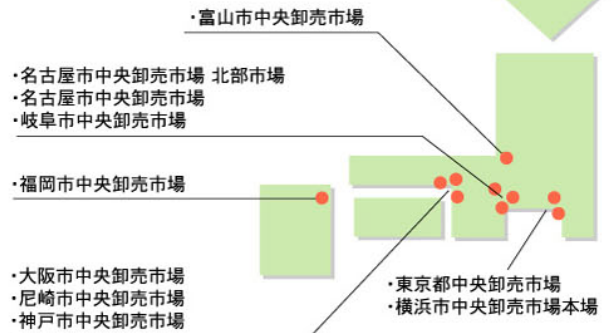 ・富山市中央卸売市場
・名古屋市中央卸売市場 北部市場
・名古屋市中央卸売市場
・岐阜市中央卸売市場
・福岡市中央卸売市場
・大阪市中央卸売市場
・尼崎市中央卸売市場
・神戸市中央卸売市場
・東京都中央卸売市場
・横浜市中央卸売市場本場